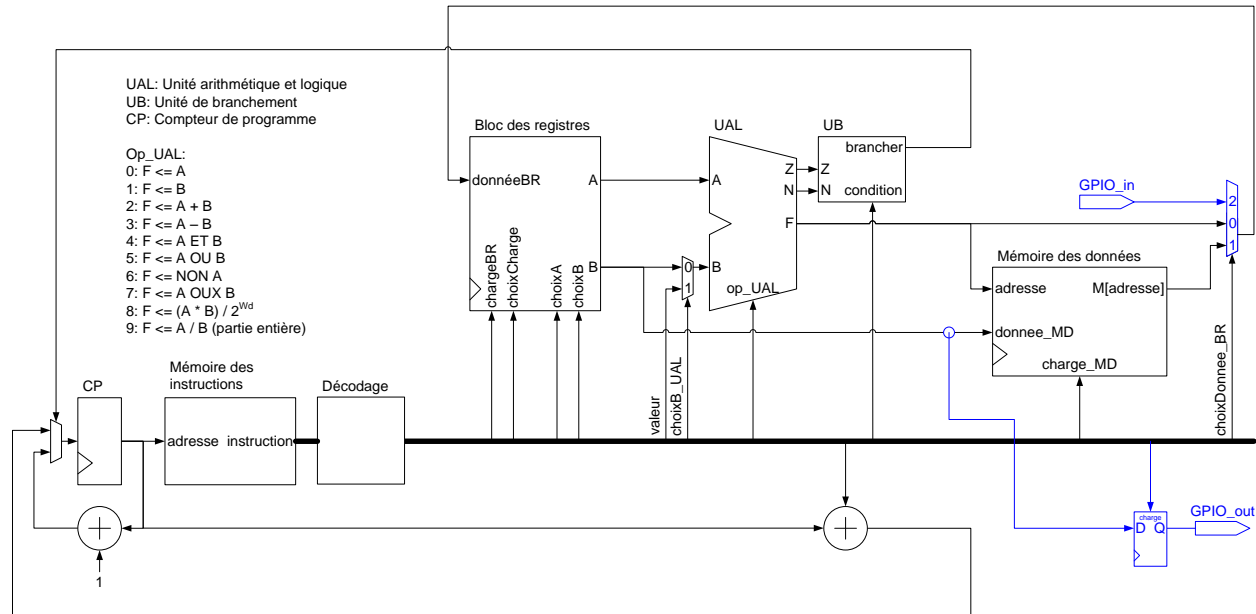 UAL: Unité arithmétique et logique
UB: Unité de branchement
CP: Compteur de programme
Op_UAL:
0: F <= A
1: F <= B
2: F <= A + B
3: F <= A – B
4: F <= A ET B
5: F <= A OU B
6: F <= NON A
7: F <= A OUX B
8: F <= (A * B) / 2^Wd
9: F <= A / B (partie entière)
Bloc des registres
donnéeBR
A
B
chargeBR
choixCharge
choixA
choixB
0
1
valeur
choixB_UAL
UAL
A
B
Z
N
F
op_UAL
UB
brancher
Z
N
condition
GPIO_in
2
0
1
choixDonnee_BR
Mémoire des données
adresse
M[adresse]
donnee_MD
charge_MD
CP
Mémoire des
instructions
adresse instruction
Décodage
1
charge
D Q
GPIO_out